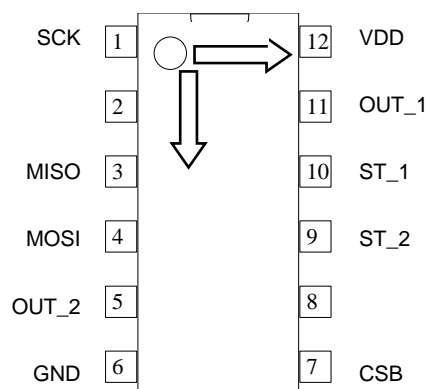 SCK 1 12 VDD
2 11 OUT_1
MISO 3 10 ST_1
MOSI 4 9 ST_2
OUT_2 5 8
GND 6 7 CSB